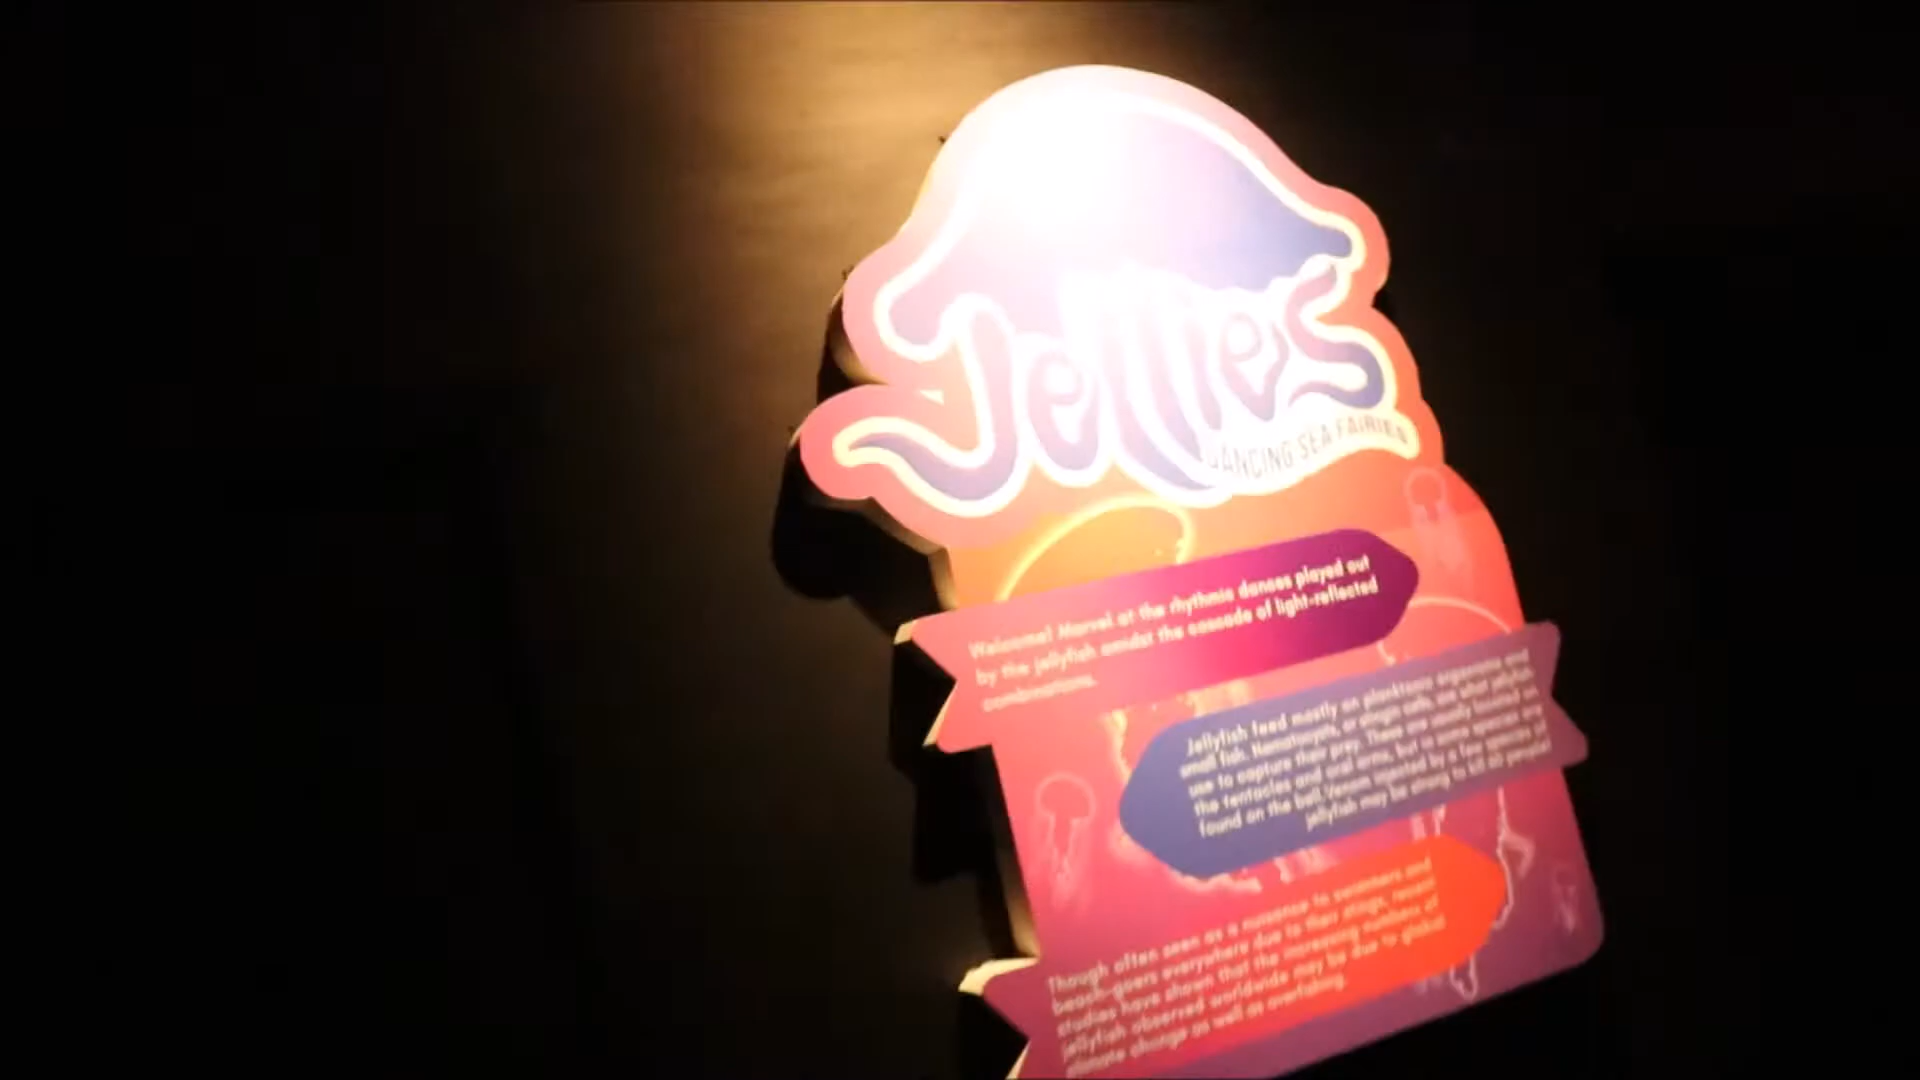 Jellies
DANCING SEA FAIRIES
Welcome! Marvel at the rhythmic dances played out
by the jellyfish amidst the cascade of light-reflected
combinations.
Jellyfish feed mostly on planktonic organisms and
small fish. Nematocysts, or stingin cells, are what jellyfish
use to capture their prey. These are usually located on
the tentacles and oral arms, but in some species are
found on the bell. Venom injected by a few species of
jellyfish may be strong to kill people!
Though often seen as a nuisance to swimmers and
beach-goers everywhere due to their stings, recent
studies have shown that the increasing numbers of
jellyfish observed worldwide may be due to global
climate change as well as overfishing.